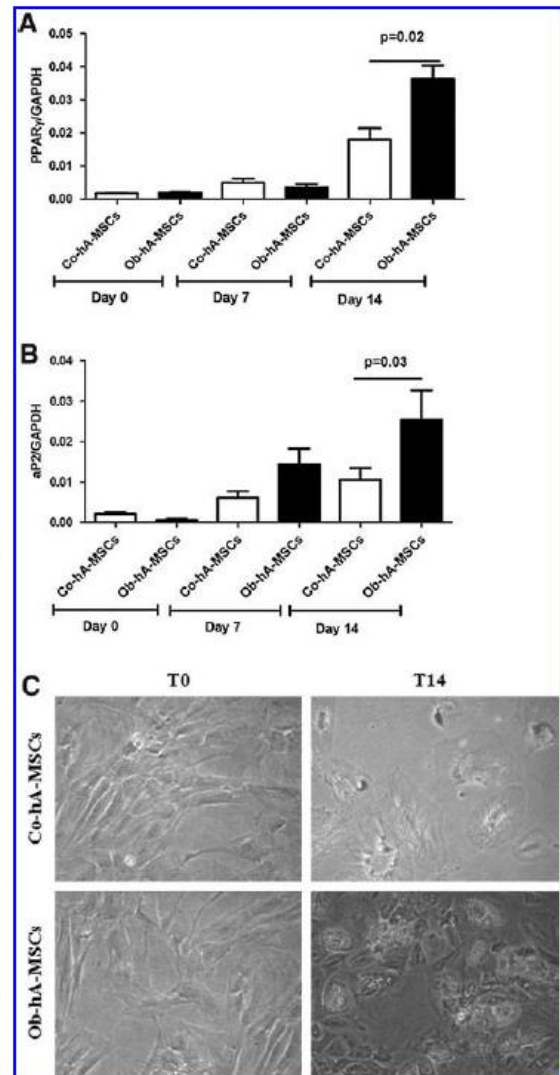 A
p=0.02
PPARγ/GAPDH
0.05
0.04
0.03
0.02
0.01
0.00
Co-hA-MSCs
Ob-hA-MSCs
Co-hA-MSCs
Ob-hA-MSCs
Co-hA-MSCs
Ob-hA-MSCs
Day 0
Day 7
Day 14
B
p=0.03
aP2/GAPDH
0.04
0.03
0.02
0.01
0.00
Co-hA-MSCs
Ob-hA-MSCs
Co-hA-MSCs
Ob-hA-MSCs
Co-hA-MSCs
Ob-hA-MSCs
Day 0
Day 7
Day 14
C
T0
T14
Co-hA-MSCs
Ob-hA-MSCs